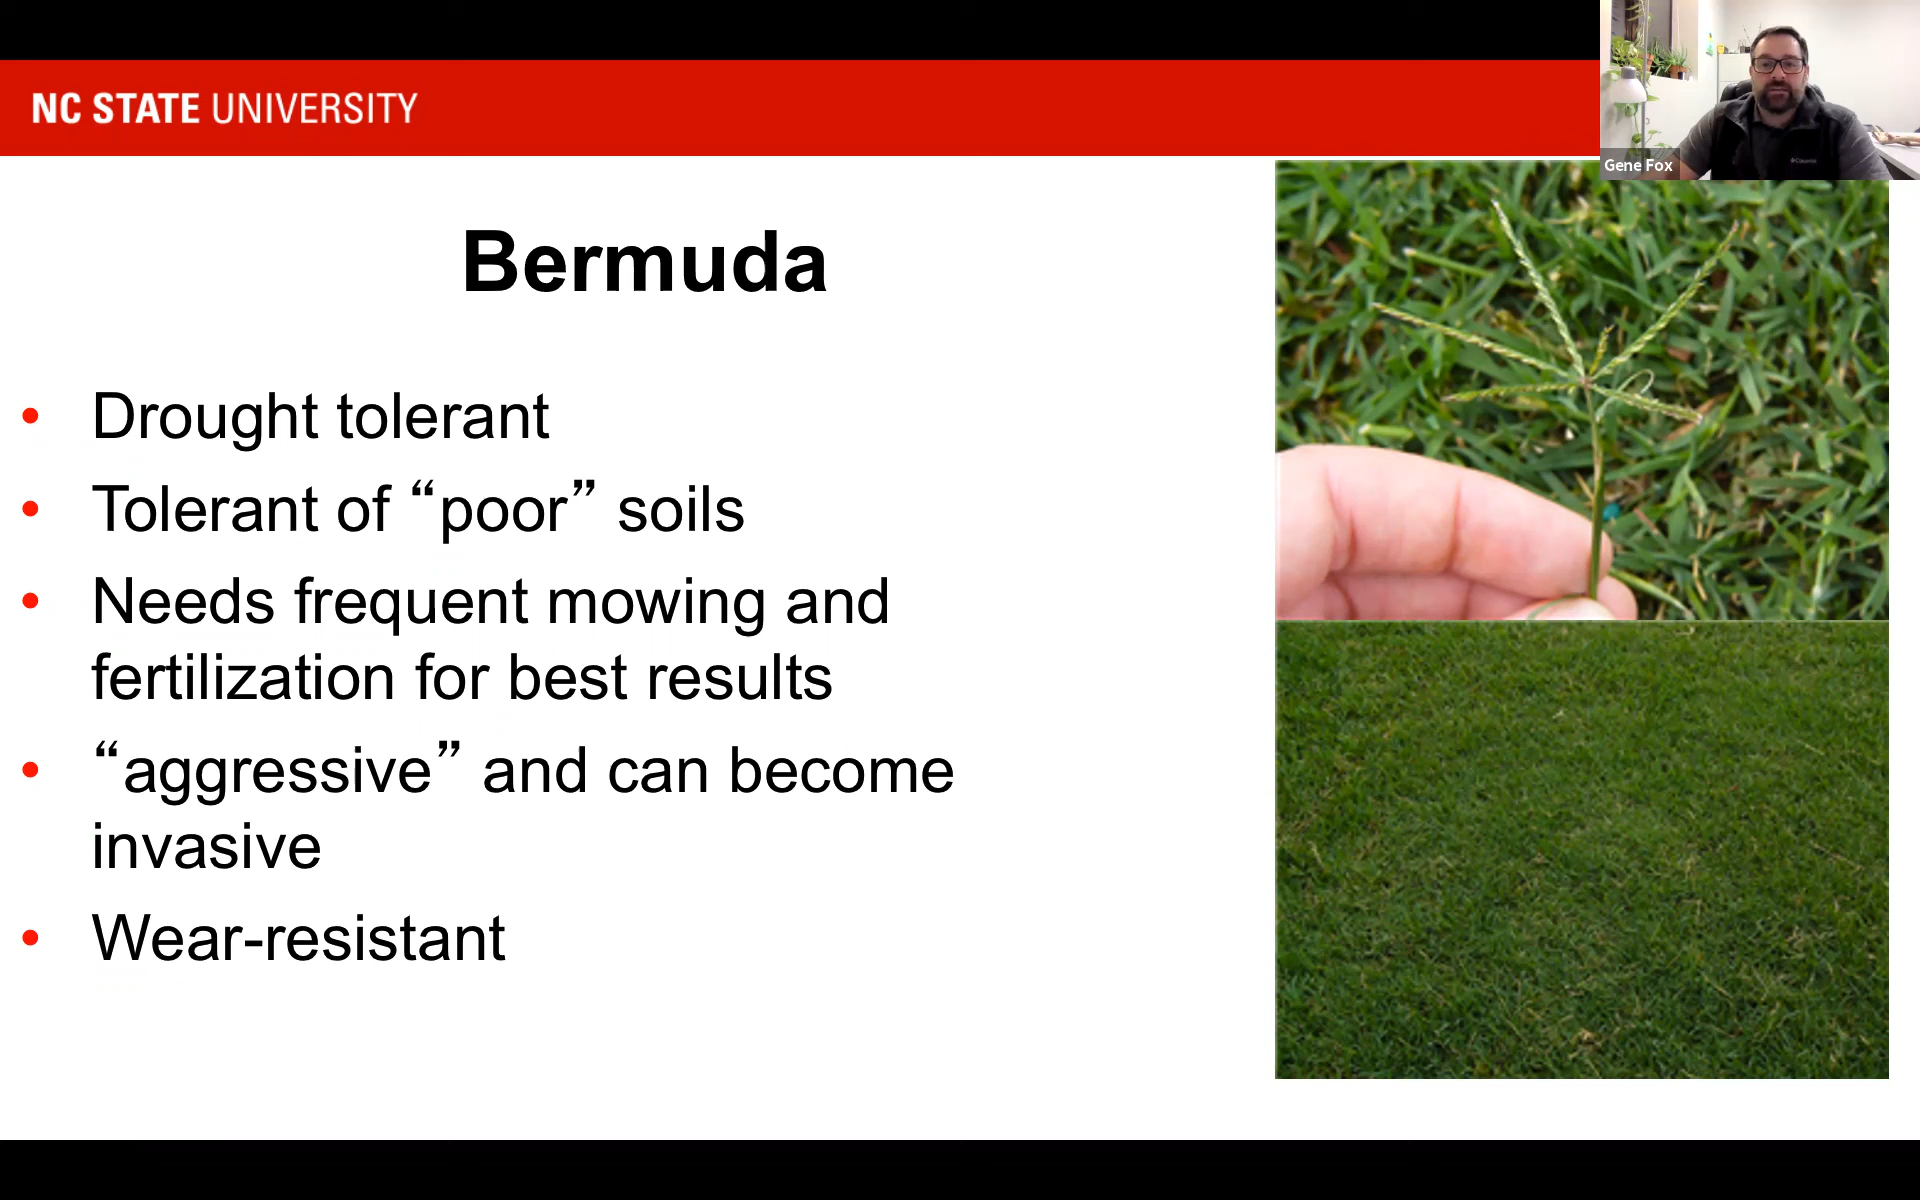 NC STATE UNIVERSITY
Gene Fox
Bermuda
• Drought tolerant
• Tolerant of “poor” soils
• Needs frequent mowing and
fertilization for best results
• “aggressive” and can become
invasive
• Wear-resistant